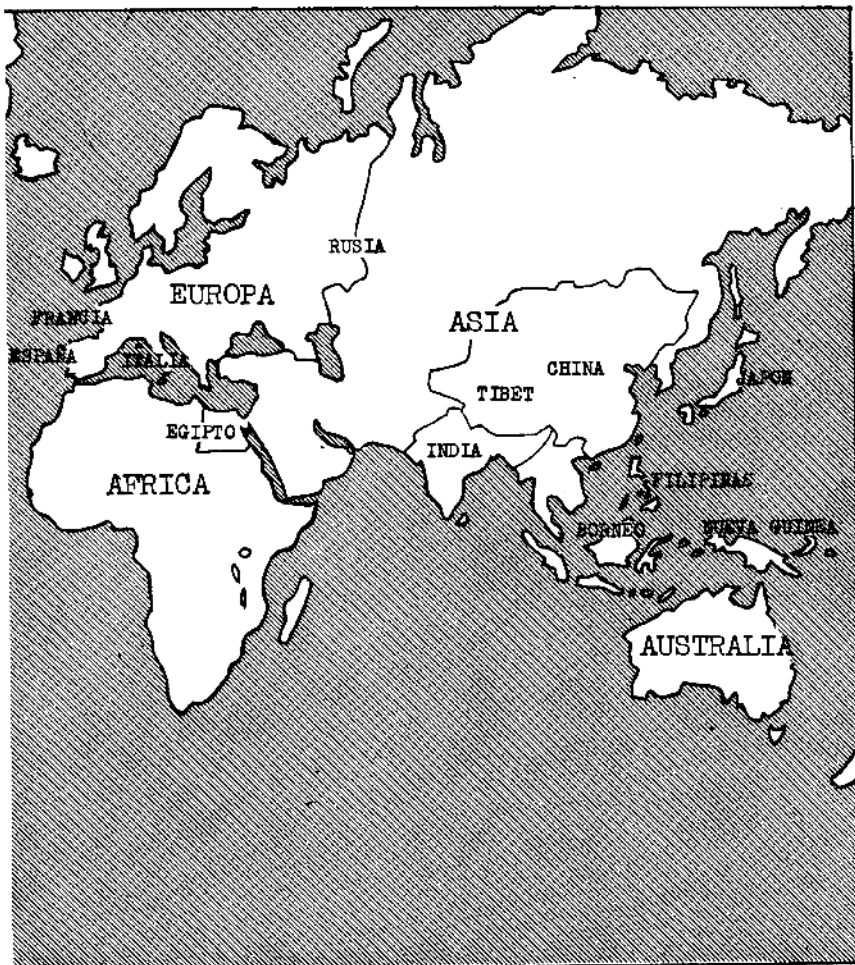 RUSIA
EUROPA
FRANCIA
ASIA
ESPAÑA
ITALIA
CHINA
JAPON
TIBET
EGIPTO
INDIA
AFRICA
FILIPINAS
BORNEO
NUEVA GUINEA
AUSTRALIA